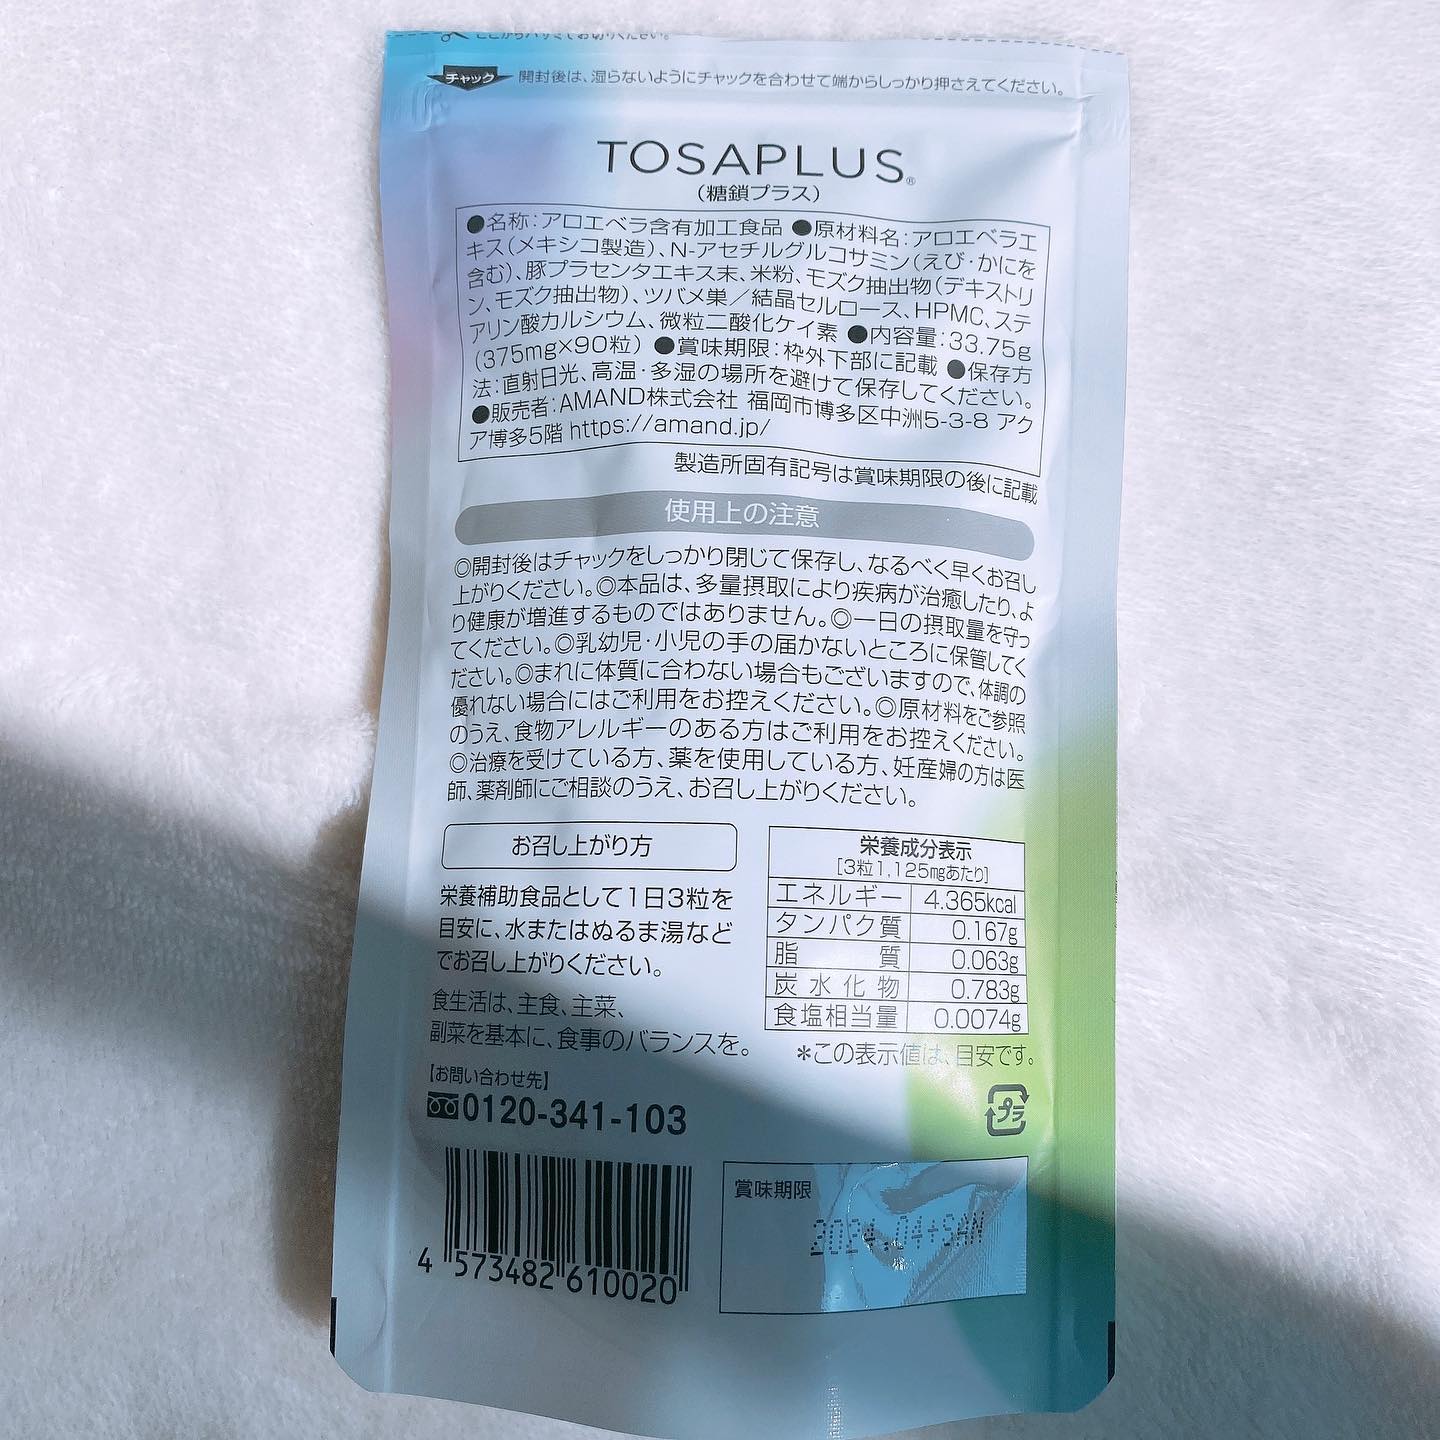 ここからハサミでお切りください。
チャック 開封後は、湿らないようにチャックを合わせて端からしっかり押さえてください。
TOSAPLUS®
(糖鎖プラス)
●名称:アロエベラ含有加工食品 ●原材料名:アロエベラエ
キス(メキシコ製造)、N-アセチルグルコサミン(えび・かにを
含む)、豚プラセンタエキス末、米粉、モズク抽出物(デキストリ
ン、モズク抽出物)、ツバメ巣/結晶セルロース、HPMC、ステ
アリン酸カルシウム、微粒二酸化ケイ素 ●内容量:33.75g
(375mg×90粒) ●賞味期限:枠外下部に記載 ●保存方
法:直射日光、高温・多湿の場所を避けて保存してください。
●販売者:AMAND株式会社 福岡市博多区中洲5-3-8 アク
ア博多5階 https://amand.jp/
製造所固有記号は賞味期限の後に記載
使用上の注意
◎開封後はチャックをしっかり閉じて保存し、なるべく早くお召し
上がりください。◎本品は、多量摂取により疾病が治癒したり、よ
り健康が増進するものではありません。◎一日の摂取量を守っ
てください。◎乳幼児・小児の手の届かないところに保管してく
ださい。◎まれに体質に合わない場合もございますので、体調の
優れない場合にはご利用をお控えください。◎原材料をご参照
のうえ、食物アレルギーのある方はご利用をお控えください。
◎治療を受けている方、薬を使用している方、妊産婦の方は医
師、薬剤師にご相談のうえ、お召し上がりください。
お召し上がり方
栄養補助食品として1日3粒を
目安に、水またはぬるま湯など
でお召し上がりください。
食生活は、主食、主菜、
副菜を基本に、食事のバランスを。
【お問い合わせ先】
0120-341-103
4 573482 610020
栄養成分表示
[3粒1,125mgあたり]
エネルギー 4.365kcal
タンパク質 0.167g
脂質 0.063g
炭水化物 0.783g
食塩相当量 0.0074g
*この表示値は、目安です。
プラ
賞味期限
2024.04+SAN